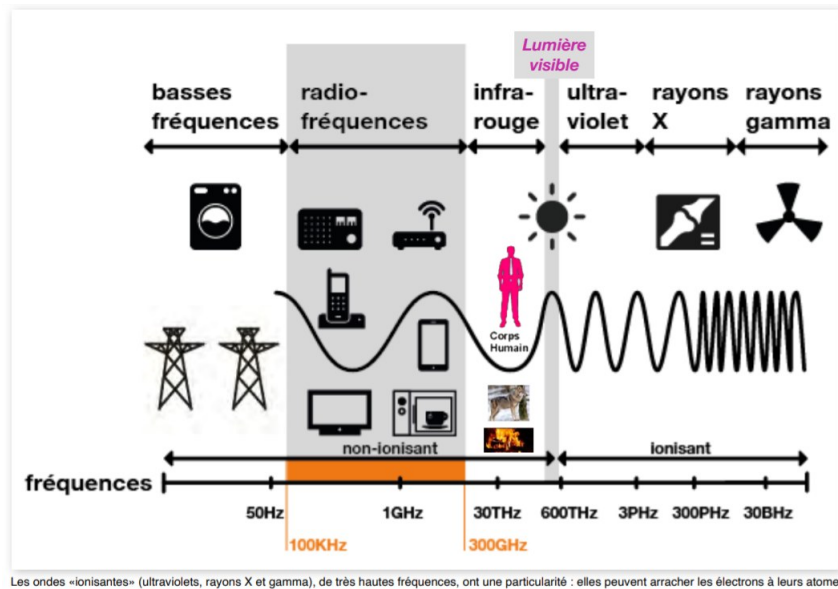 Lumière
visible
basses
fréquences
radio-
fréquences
infra-
rouge
ultra-
violet
rayons
X
rayons
gamma
Corps
Humain
non-ionisant
ionisant
fréquences
50Hz
1GHz
30THz
600THz
3PHz
300PHz
30BHz
100KHz
300GHz
Les ondes «ionisantes» (ultraviolets, rayons X et gamma), de très hautes fréquences, ont une particularité : elles peuvent arracher les électrons à leurs atome